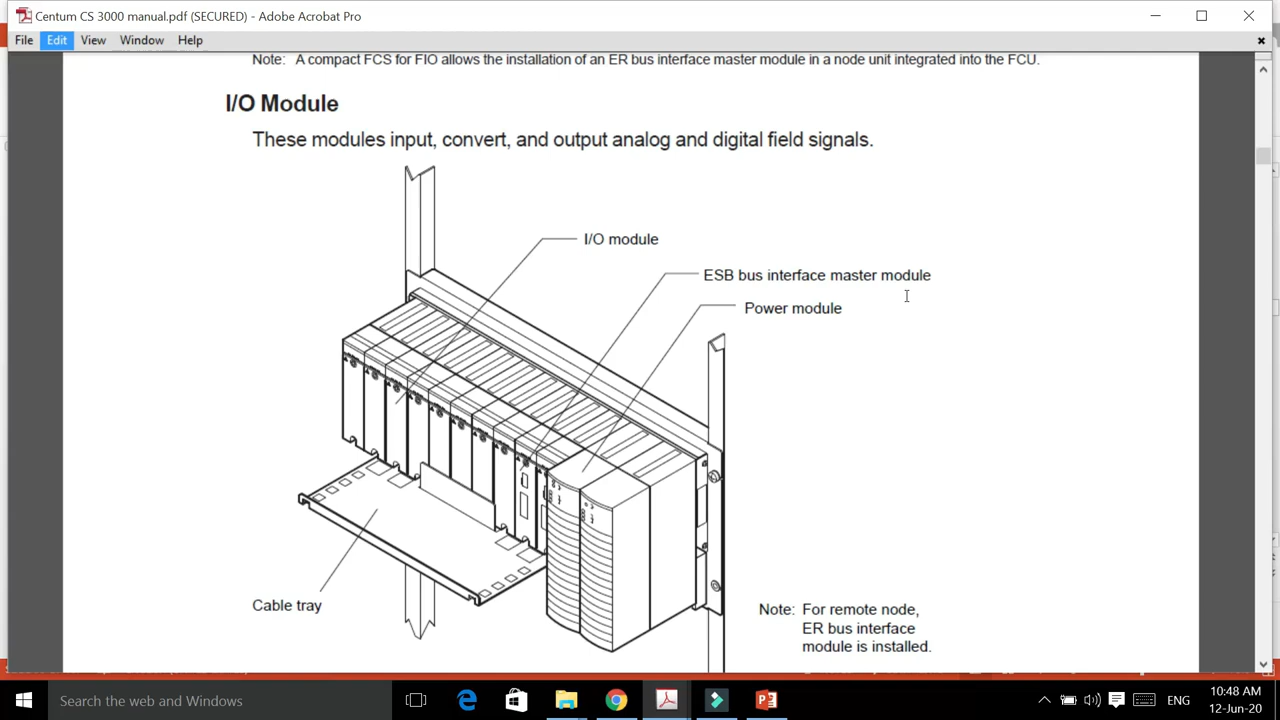 Centum CS 3000 manual.pdf (SECURED) - Adobe Acrobat Pro
File Edit View Window Help
Note: A compact FCS for FIO allows the installation of an ER bus interface master module in a node unit integrated into the FCU.
I/O Module
These modules input, convert, and output analog and digital field signals.
I/O module
ESB bus interface master module
Power module
Cable tray
Note: For remote node,
ER bus interface
module is installed.
Search the web and Windows
ENG
10:48 AM
12-Jun-20